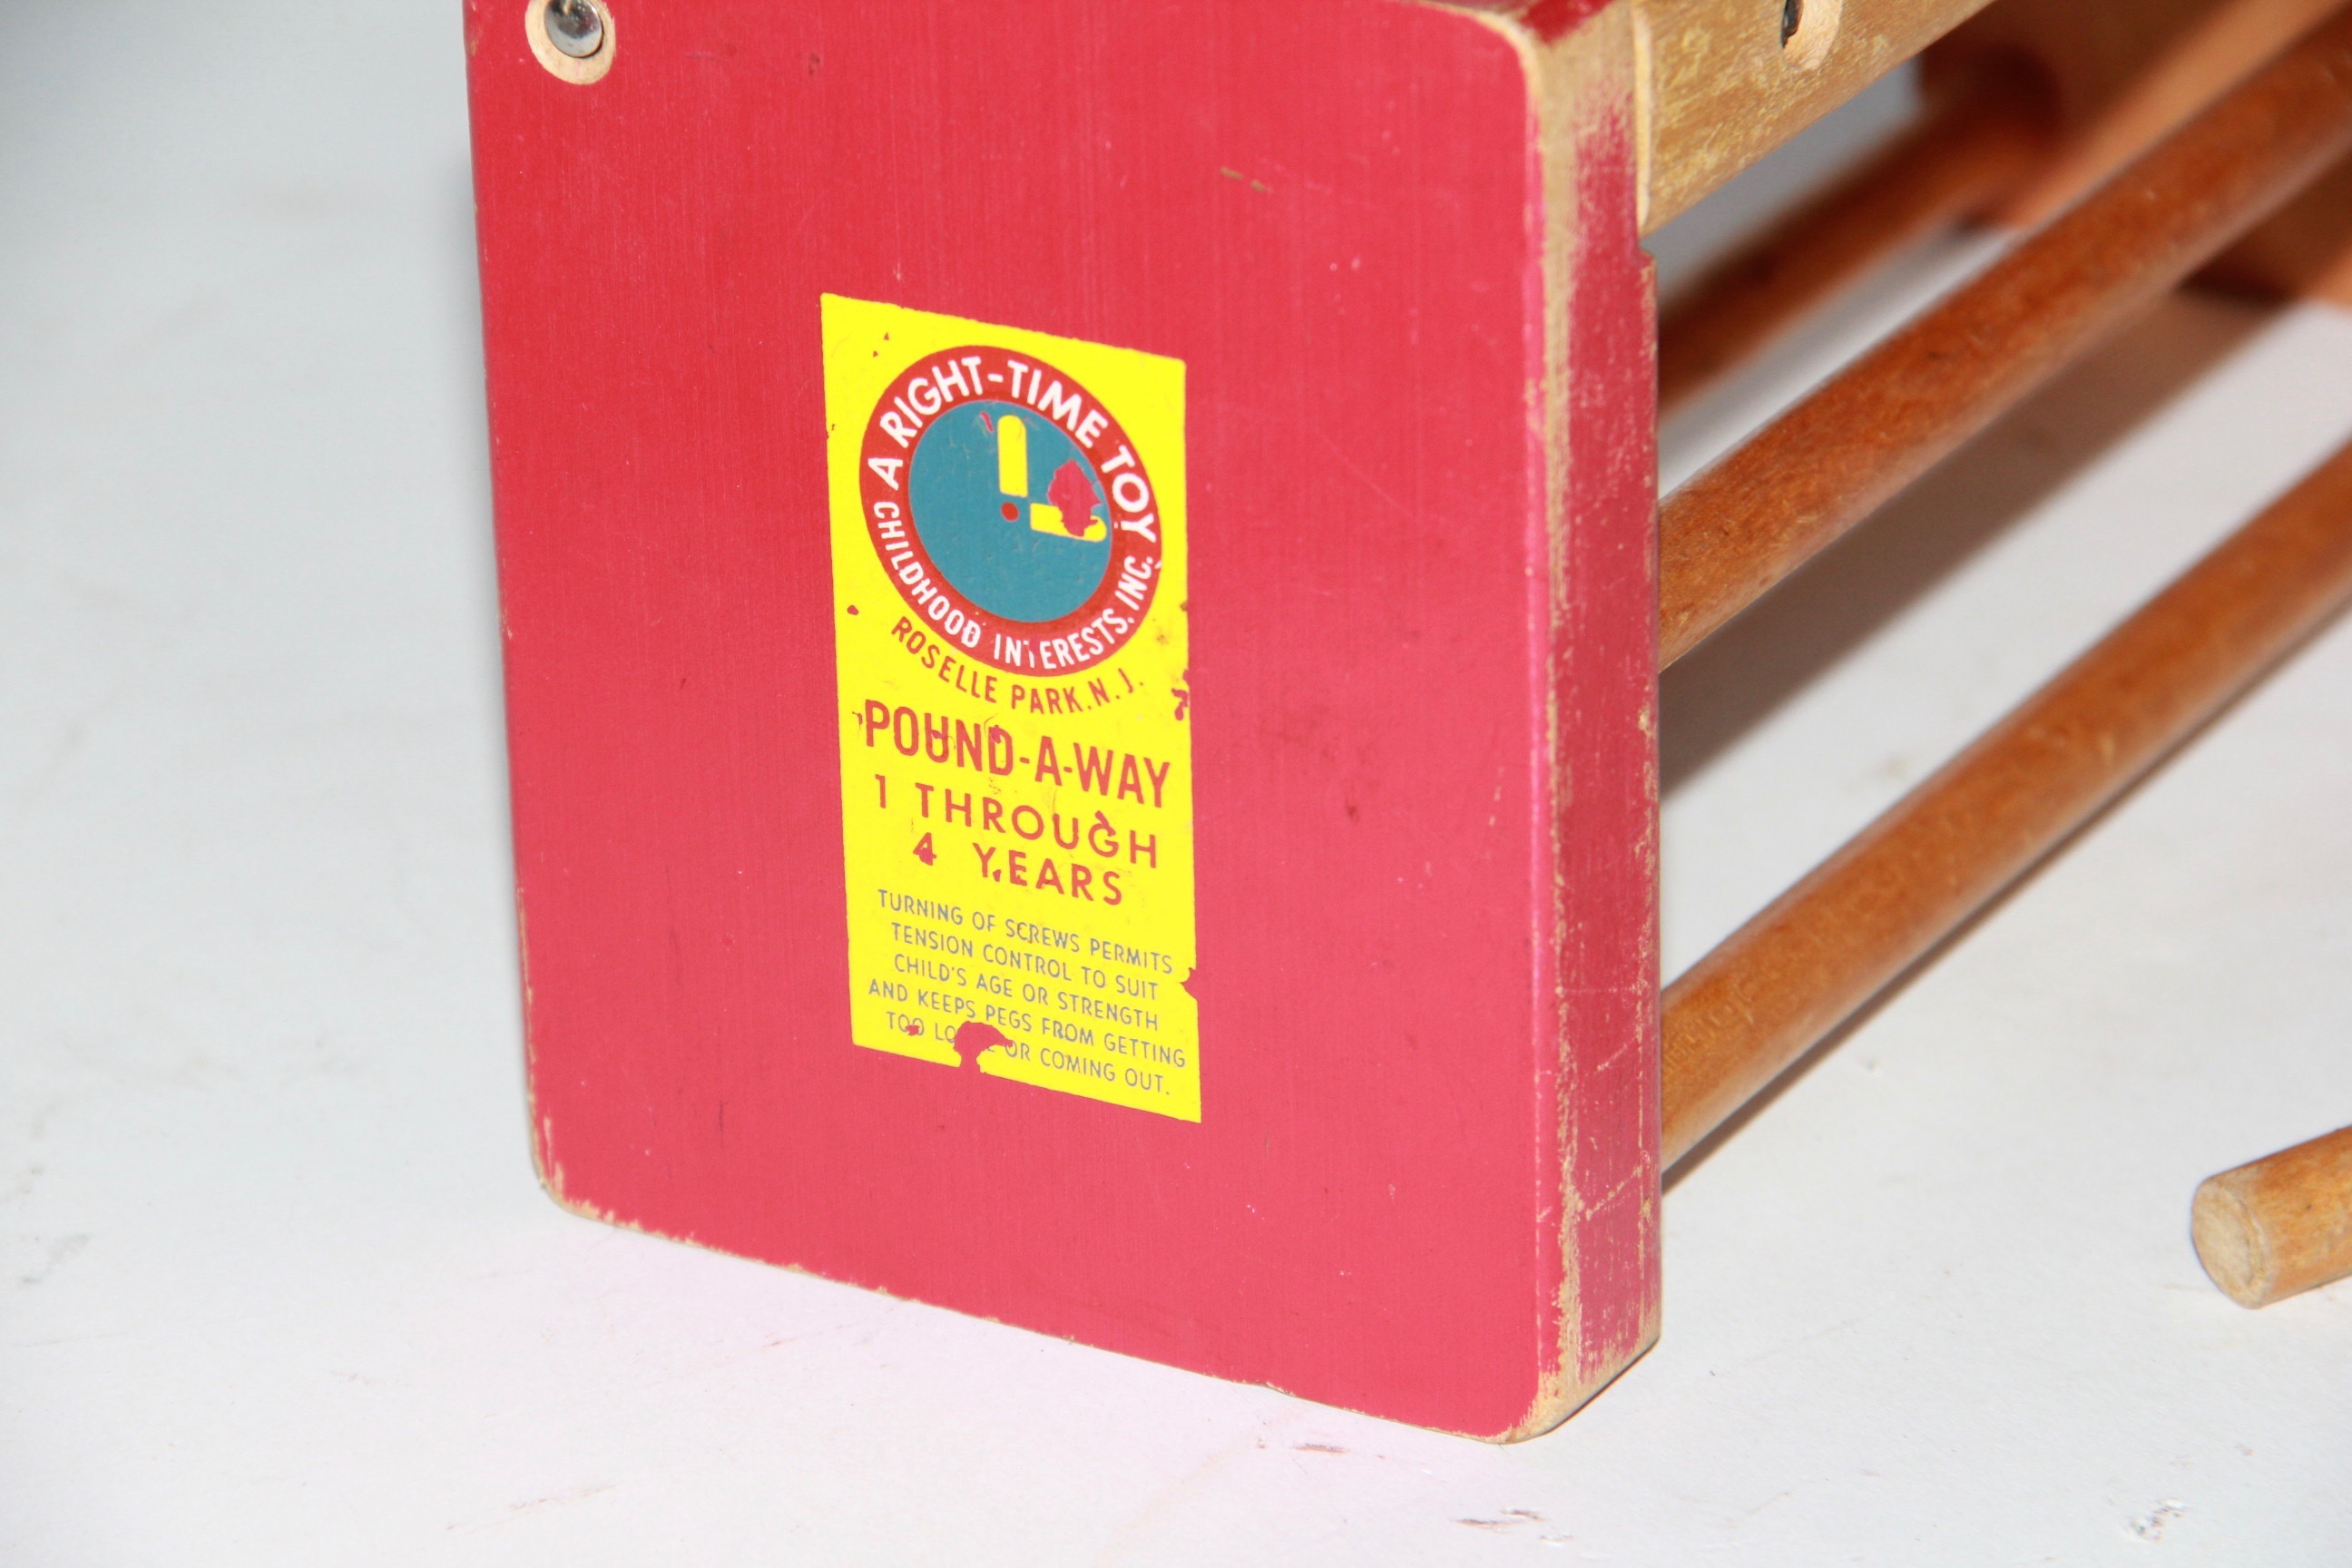 A RIGHT-TIME TOY
CHILDHOOD INTERESTS, INC.
ROSELLE PARK, N. J.
POUND-A-WAY
1 THROUGH
4 YEARS
TURNING OF SCREWS PERMITS
TENSION CONTROL TO SUIT
CHILD'S AGE OR STRENGTH
AND KEEPS PEGS FROM GETTING
TOO OR COMING OUT.